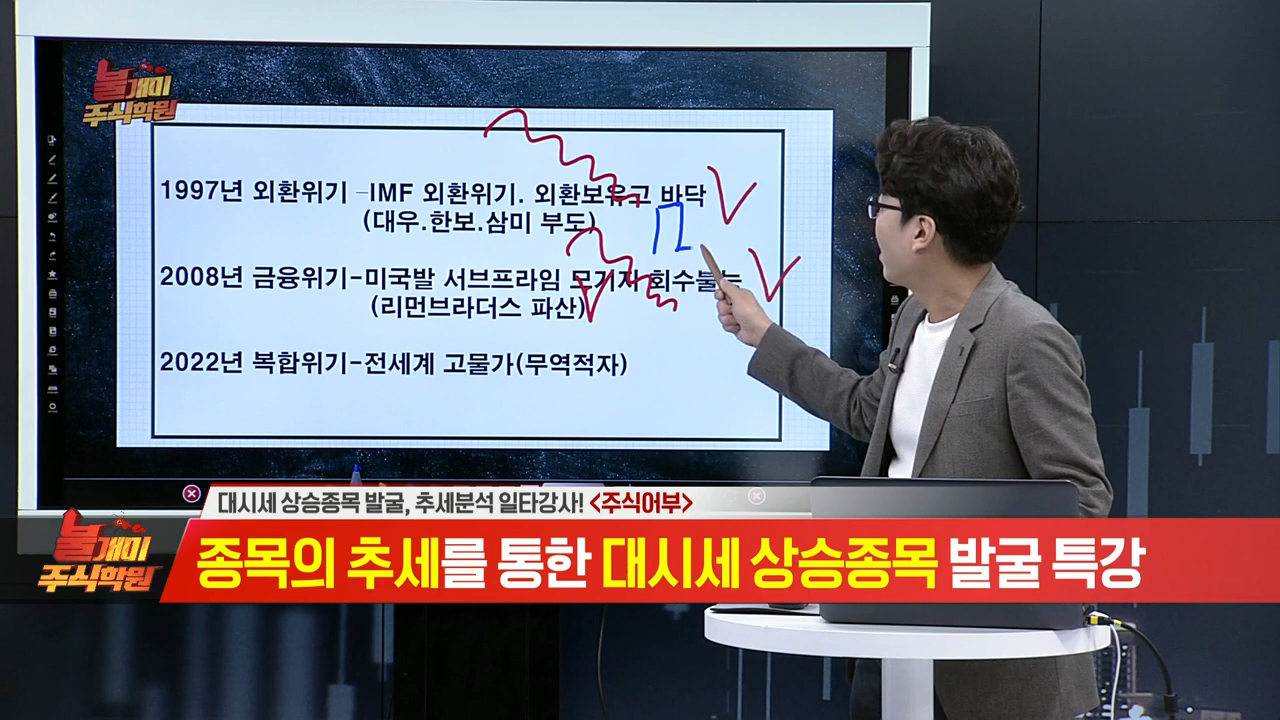 불개미
주식학원
1997년 외환위기 -IMF 외환위기. 외환보유고 바닥
(대우.한보.삼미 부도)
2008년 금융위기-미국발 서브프라임 모기지 회수불능
(리먼브라더스 파산)
2022년 복합위기-전세계 고물가(무역적자)
대시세 상승종목 발굴, 추세분석 일타강사! <주식어부>
불개미
주식학원
종목의 추세를 통한 대시세 상승종목 발굴 특강